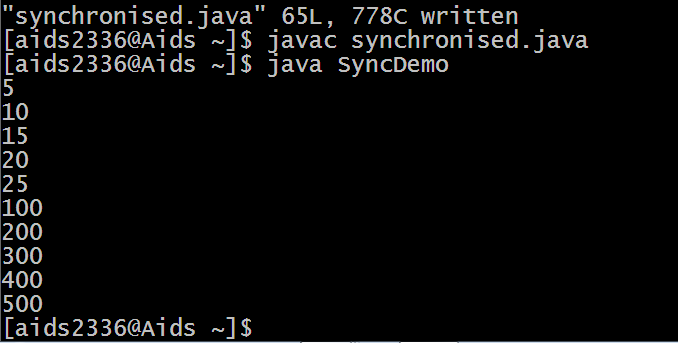 "synchronised.java" 65L, 778C written
[aids2336@Aids ~]$ javac synchronised.java
[aids2336@Aids ~]$ java SyncDemo
5
10
15
20
25
100
200
300
400
500
[aids2336@Aids ~]$